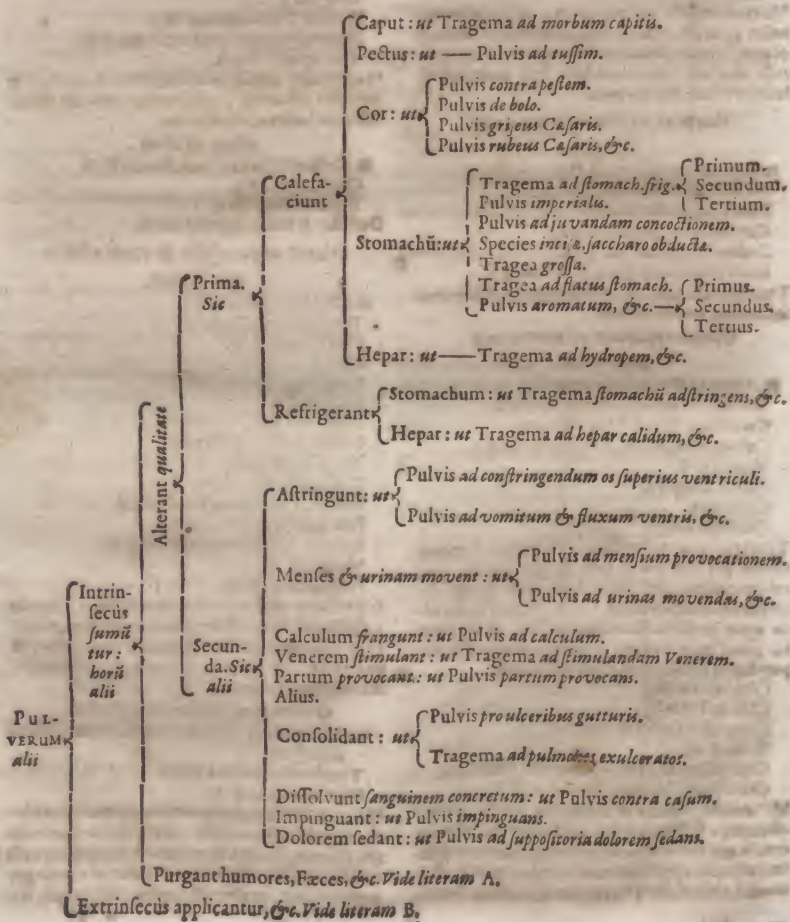 Caput: ut Tragema ad morbum capitis.
Pectus: ut — Pulvis ad tuſſim.
Cor: ut
Pulvis contra peſtem.
Pulvis de bolo.
Pulvis griſeus Cæſaris.
Pulvis rubeus Cæſaris, &c.
Calefa-
ciunt
Stomachū: ut
Tragema ad ſtomach. frig.
Primum.
Secundum.
Tertium.
Pulvis imperialis.
Pulvis ad juvandam concoctionem.
Species inciſæ. ſaccharo obductæ.
Tragea groſſa.
Tragea ad flatus ſtomach.
Pulvis aromatum, &c. —
Primus.
Secundus.
Tertius.
Hepar: ut — Tragema ad hydropem, &c.
Prima.
Sic
Refrigerant
Stomachum: ut Tragema ſtomachū adſtringens, &c.
Hepar: ut Tragema ad hepar calidum, &c.
Alterant qualitate
Aſtringunt: ut
Pulvis ad conſtringendum os ſuperius ventriculi.
Pulvis ad vomitum & fluxum ventris, &c.
Menſes & urinam movent: ut
Pulvis ad menſium provocationem.
Pulvis ad urinas movendas, &c.
Intrin-
ſecùs
ſumū
tur:
horū
alii
Secun-
da. Sic
alii
Calculum frangunt: ut Pulvis ad calculum.
Venerem ſtimulant: ut Tragema ad ſtimulandam Venerem.
Partum provocant.: ut Pulvis partum provocans.
Alius.
PUL-
VERUM
alii
Conſolidant: ut
Pulvis pro ulceribus gutturis.
Tragema ad pulmones exulceratos.
Diſſolvunt ſanguinem concretum: ut Pulvis contra caſum.
Impinguant: ut Pulvis impinguans.
Dolorem ſedant: ut Pulvis ad ſuppoſitoria dolorem ſedans.
Purgant humores, Fæces, &c. Vide literam A.
Extrinſecùs applicantur, &c. Vide literam B.